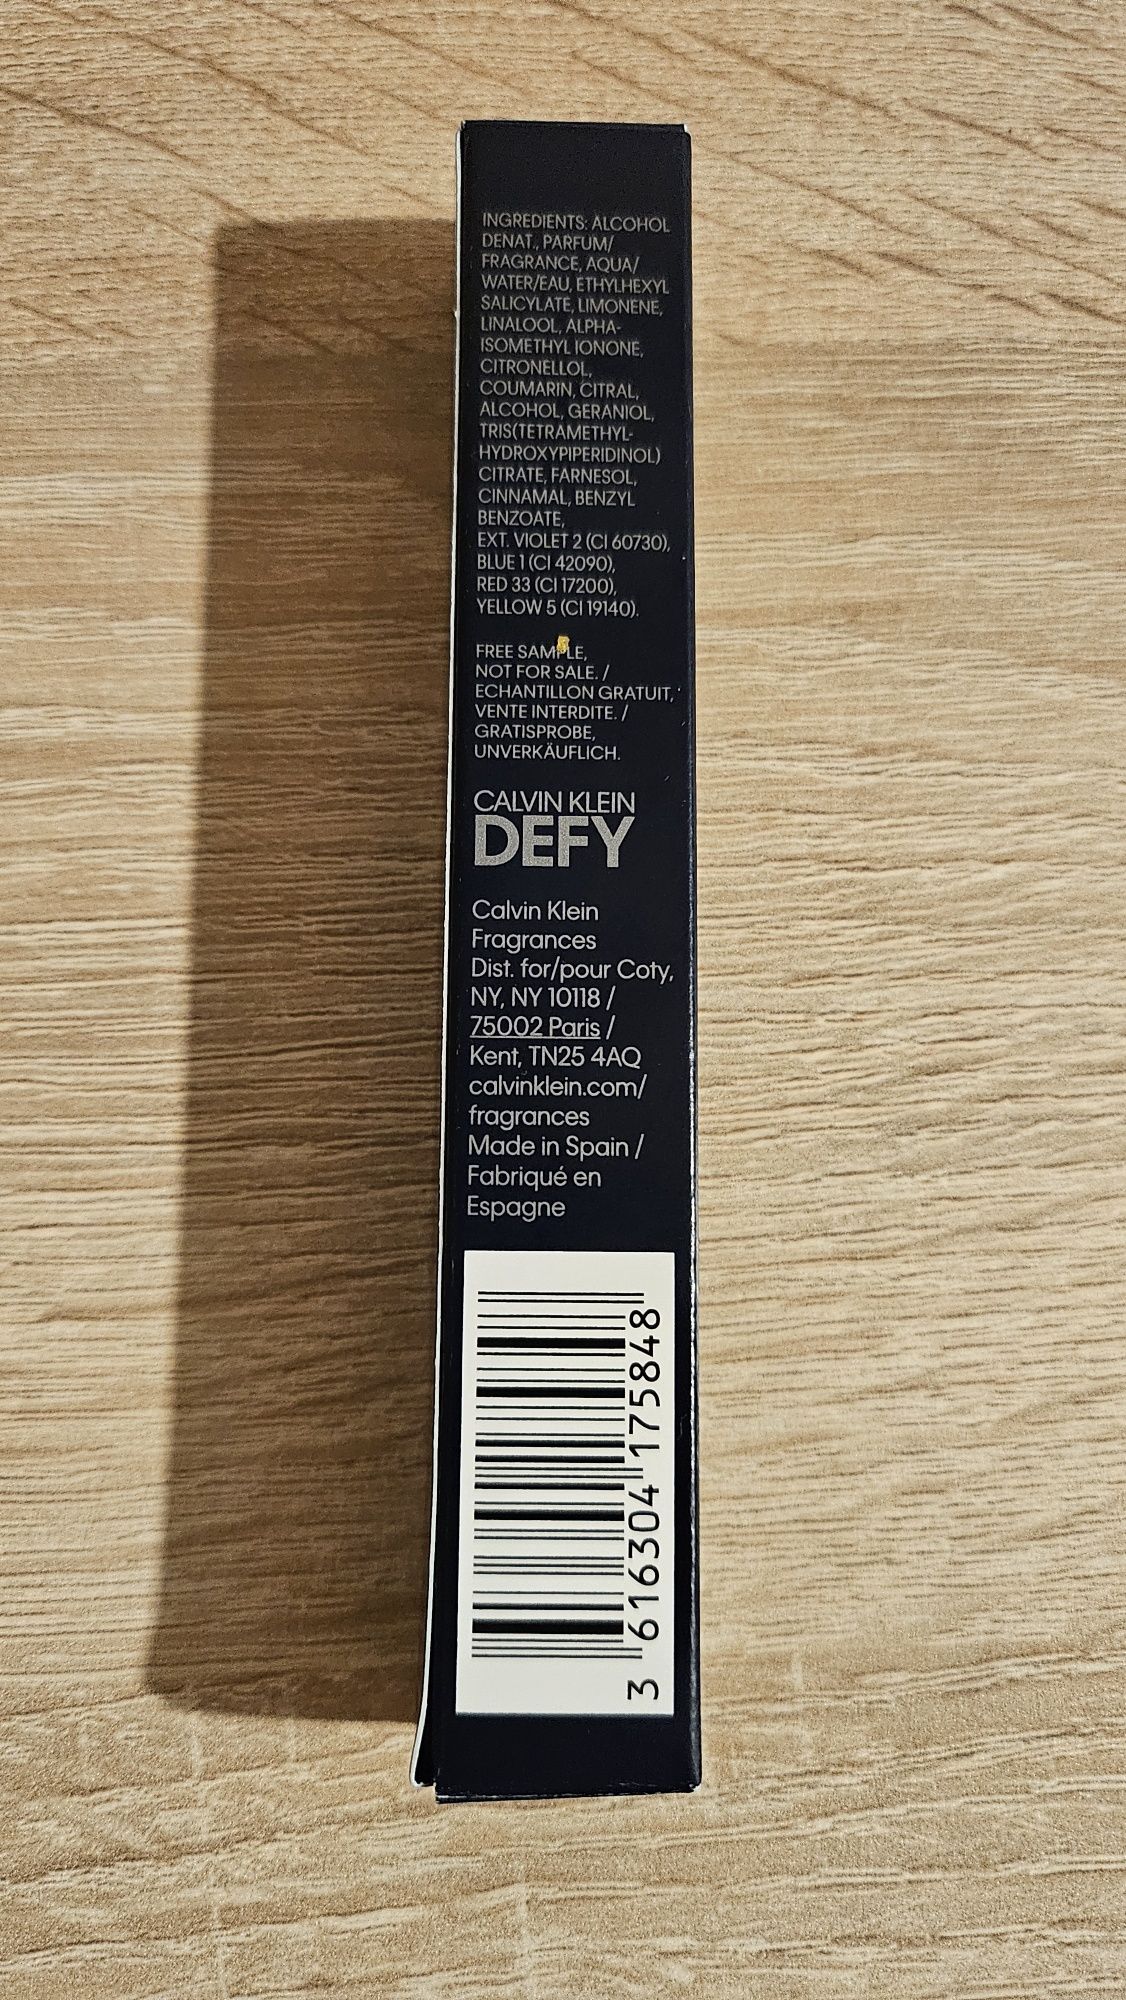 INGREDIENTS: ALCOHOL
DENAT., PARFUM/
FRAGRANCE, AQUA/
WATER/EAU, ETHYLHEXYL
SALICYLATE, LIMONENE,
LINALOOL, ALPHA-
ISOMETHYL IONONE,
CITRONELLOL,
COUMARIN, CITRAL,
ALCOHOL, GERANIOL,
TRIS(TETRAMETHYL-
HYDROXYPIPERIDINOL)
CITRATE, FARNESOL,
CINNAMAL, BENZYL
BENZOATE,
EXT. VIOLET 2 (CI 60730),
BLUE 1 (CI 42090),
RED 33 (CI 17200),
YELLOW 5 (CI 19140).
FREE SAMPLE,
NOT FOR SALE. /
ECHANTILLON GRATUIT,
VENTE INTERDITE. /
GRATISPROBE,
UNVERKÄUFLICH.
CALVIN KLEIN
DEFY
Calvin Klein
Fragrances
Dist. for/pour Coty,
NY, NY 10118 /
75002 Paris /
Kent, TN25 4AQ
calvinklein.com/
fragrances
Made in Spain /
Fabriqué en
Espagne
3 616304 175848